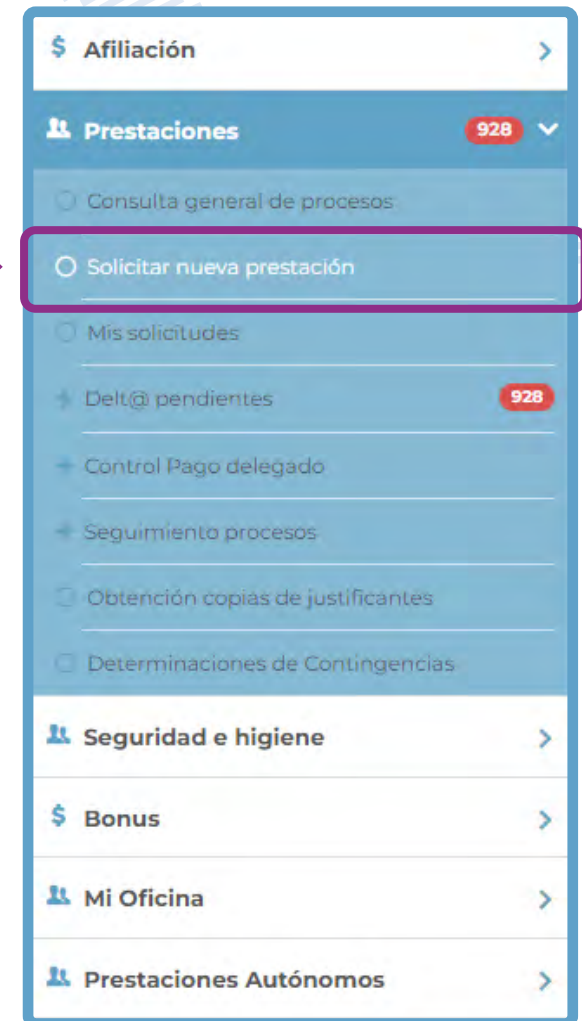 $ Afiliación
Prestaciones 928
Consulta general de procesos
Solicitar nueva prestación
Mis solicitudes
Delt@ pendientes 928
Control Pago delegado
Seguimiento procesos
Obtención copias de justificantes
Determinaciones de Contingencias
Seguridad e higiene
$ Bonus
Mi Oficina
Prestaciones Autónomos